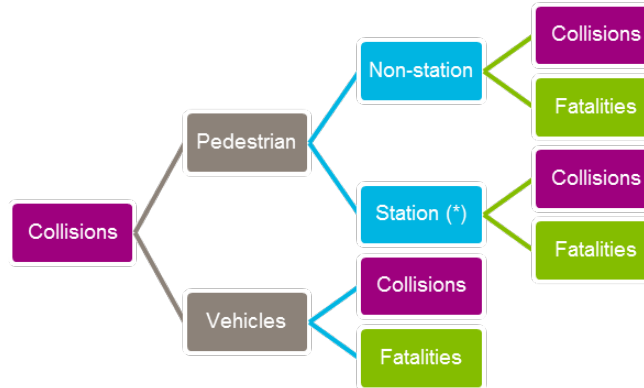 Collisions
Non-station
Fatalities
Pedestrian
Collisions
Station (*)
Collisions
Fatalities
Collisions
Vehicles
Fatalities